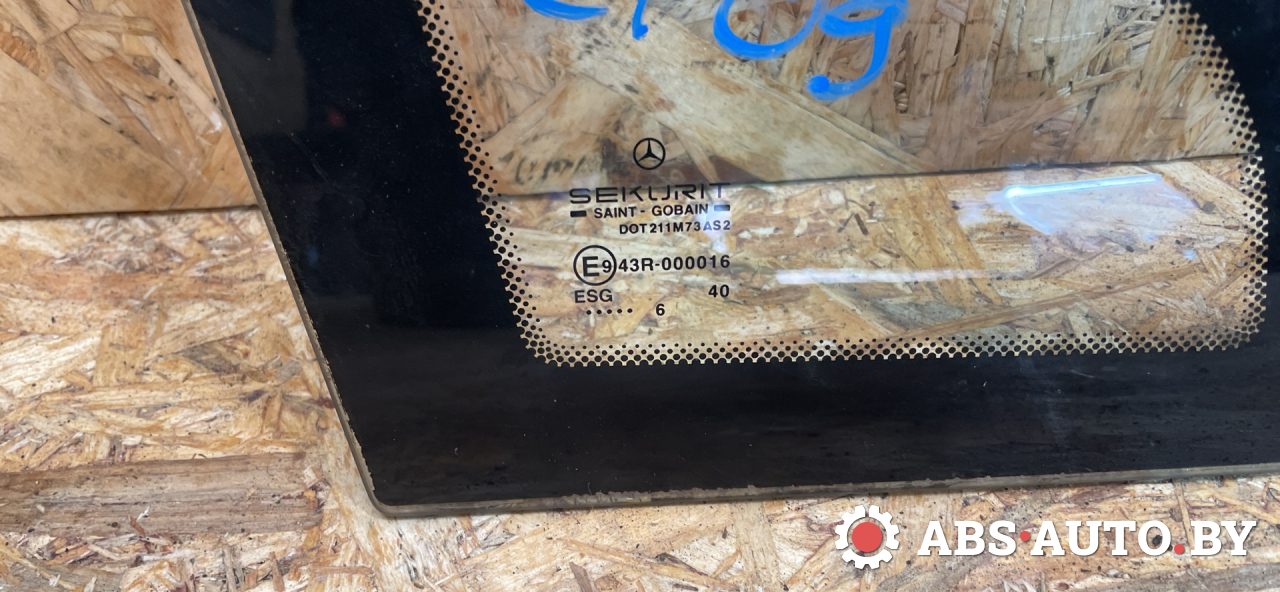 SEKURIT
SAINT - GOBAIN
DOT211M73AS2
E9 43R-000016
ESG 40
..... 6
ABS·AUTO.BY